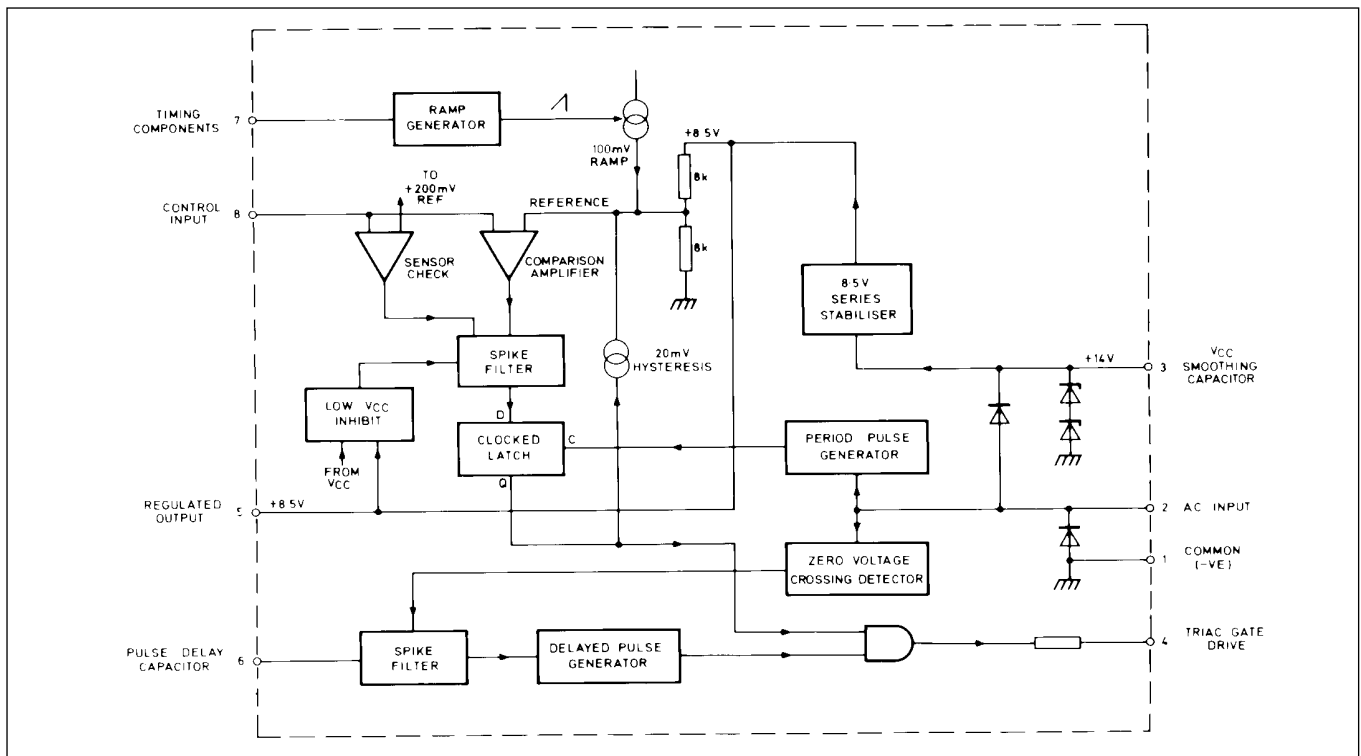 TIMING
COMPONENTS
7
RAMP
GENERATOR
100mV
RAMP
+8.5V
8k
TO
+200mV
REF
CONTROL
INPUT
8
REFERENCE
8k
SENSOR
CHECK
COMPARISON
AMPLIFIER
8.5V
SERIES
STABILISER
SPIKE
FILTER
20mV
HYSTERESIS
+14V
3
VCC
SMOOTHING
CAPACITOR
LOW VCC
INHIBIT
FROM
VCC
D
CLOCKED
LATCH
C
Q
PERIOD PULSE
GENERATOR
REGULATED
OUTPUT
5
+8.5V
2
AC INPUT
ZERO VOLTAGE
CROSSING DETECTOR
1
COMMON
(-VE)
PULSE DELAY
CAPACITOR
6
SPIKE
FILTER
DELAYED PULSE
GENERATOR
4
TRIAC GATE
DRIVE